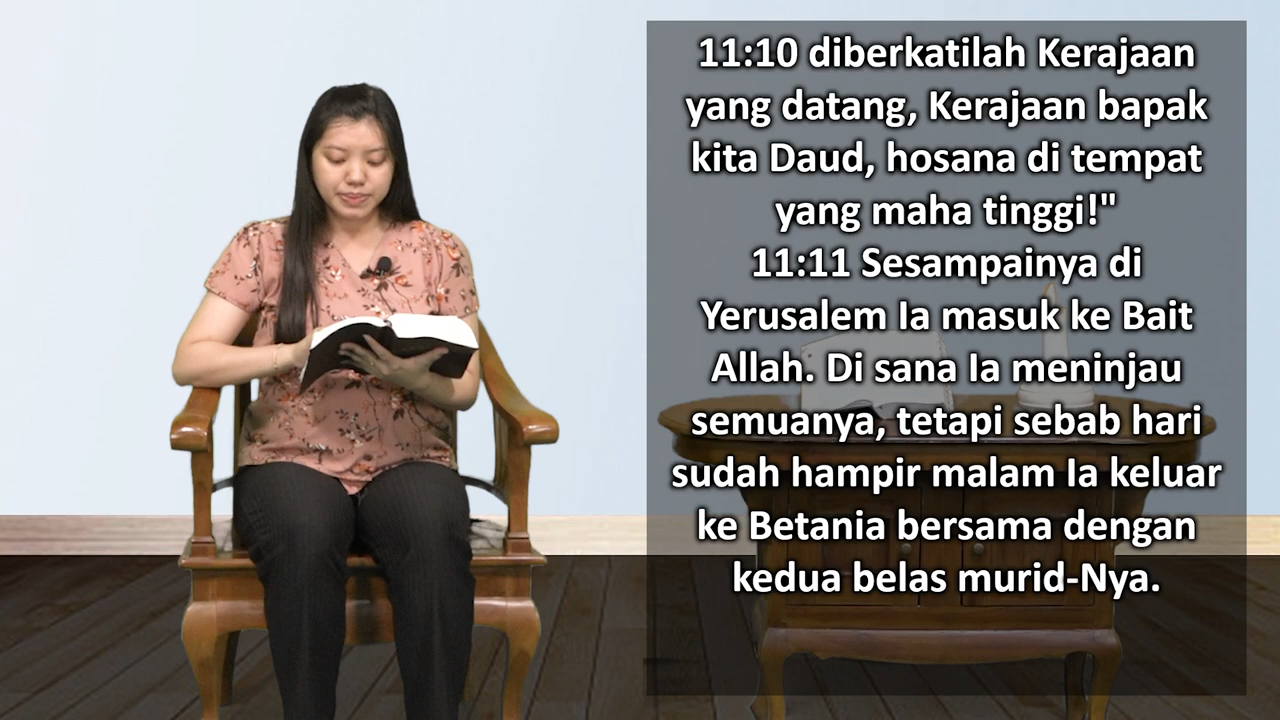 11:10 diberkatilah Kerajaan
yang datang, Kerajaan bapak
kita Daud, hosana di tempat
yang maha tinggi!"
11:11 Sesampainya di
Yerusalem Ia masuk ke Bait
Allah. Di sana Ia meninjau
semuanya, tetapi sebab hari
sudah hampir malam Ia keluar
ke Betania bersama dengan
kedua belas murid-Nya.